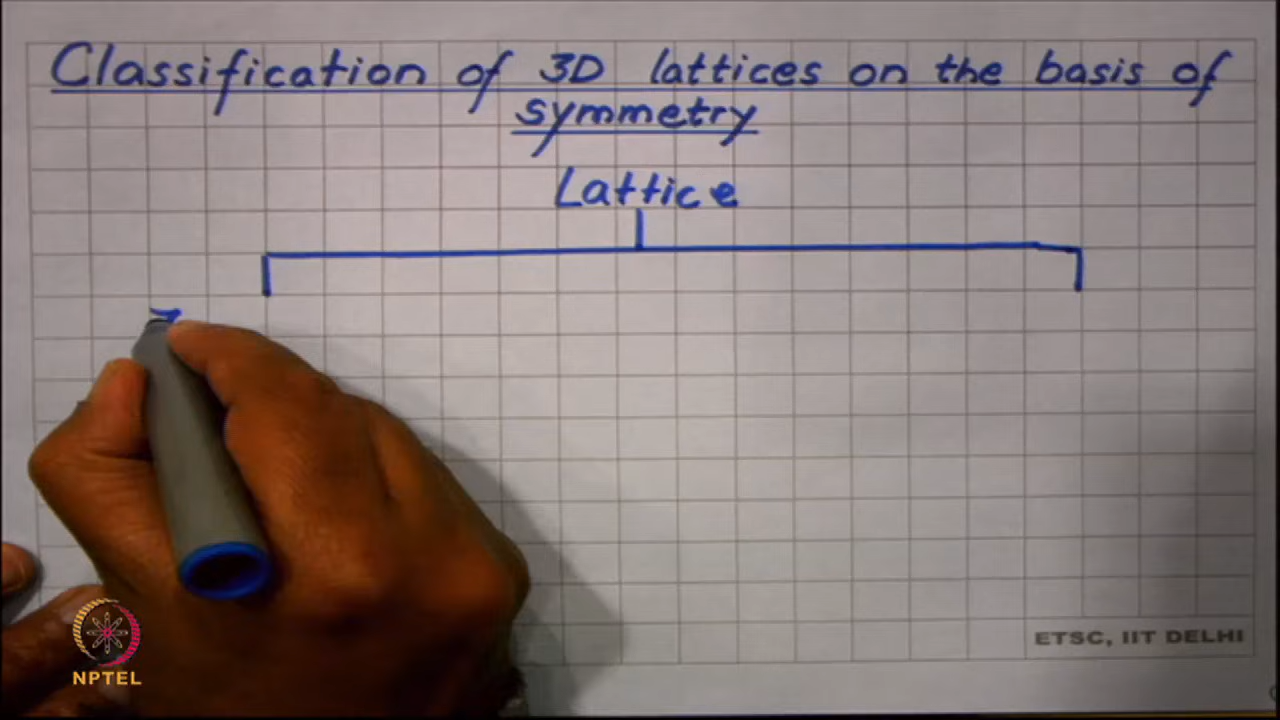 Classification of 3D lattices on the basis of
symmetry
Lattice
ETSC, IIT DELHI
NPTEL